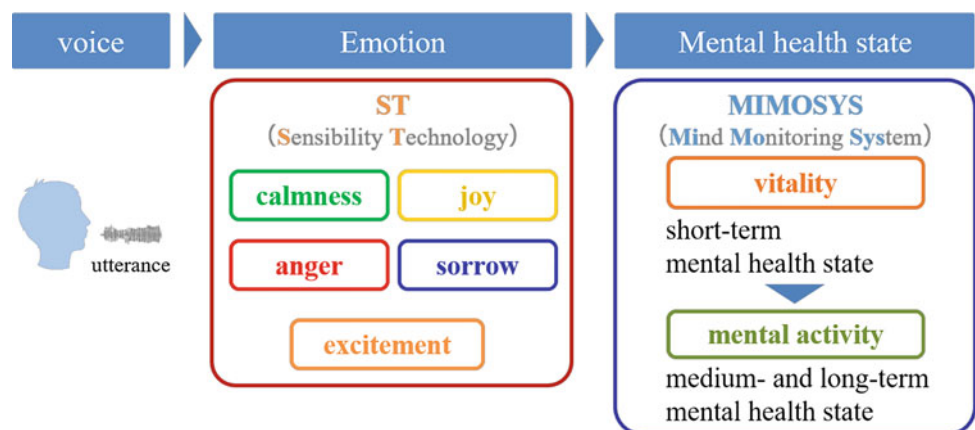 voice
Emotion
Mental health state
utterance
ST
(Sensibility Technology)
calmness
joy
anger
sorrow
excitement
MIMOSYS
(Mind Monitoring System)
vitality
short-term
mental health state
mental activity
medium- and long-term
mental health state